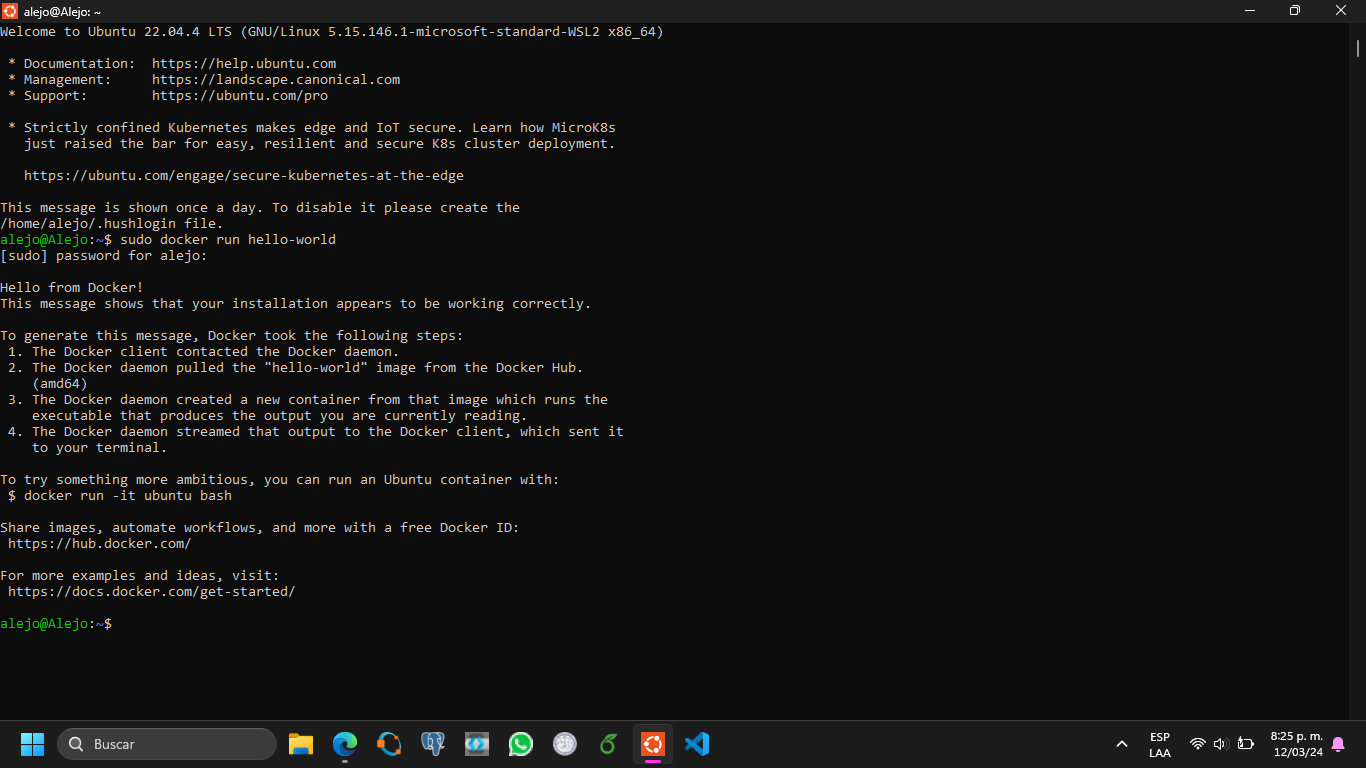 alejo@Alejo: ~
Welcome to Ubuntu 22.04.4 LTS (GNU/Linux 5.15.146.1-microsoft-standard-WSL2 x86_64)
* Documentation:  https://help.ubuntu.com
* Management:     https://landscape.canonical.com
* Support:        https://ubuntu.com/pro
* Strictly confined Kubernetes makes edge and IoT secure. Learn how MicroK8s
just raised the bar for easy, resilient and secure K8s cluster deployment.
https://ubuntu.com/engage/secure-kubernetes-at-the-edge
This message is shown once a day. To disable it please create the
/home/alejo/.hushlogin file.
alejo@Alejo:~$ sudo docker run hello-world
[sudo] password for alejo:
Hello from Docker!
This message shows that your installation appears to be working correctly.
To generate this message, Docker took the following steps:
1. The Docker client contacted the Docker daemon.
2. The Docker daemon pulled the "hello-world" image from the Docker Hub.
(amd64)
3. The Docker daemon created a new container from that image which runs the
executable that produces the output you are currently reading.
4. The Docker daemon streamed that output to the Docker client, which sent it
to your terminal.
To try something more ambitious, you can run an Ubuntu container with:
$ docker run -it ubuntu bash
Share images, automate workflows, and more with a free Docker ID:
https://hub.docker.com/
For more examples and ideas, visit:
https://docs.docker.com/get-started/
alejo@Alejo:~$
Buscar
ESP
LAA
8:25 p. m.
12/03/24